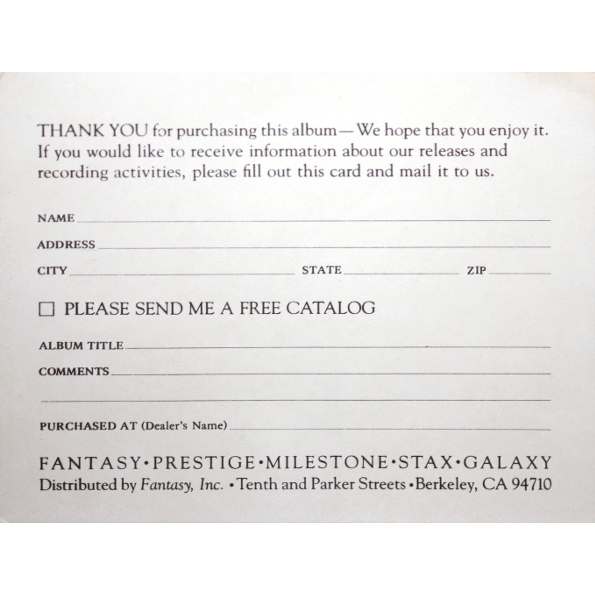 THANK YOU for purchasing this album—We hope that you enjoy it.
If you would like to receive information about our releases and
recording activities, please fill out this card and mail it to us.
NAME
ADDRESS
CITY STATE ZIP
PLEASE SEND ME A FREE CATALOG
ALBUM TITLE
COMMENTS
PURCHASED AT (Dealer's Name)
FANTASY•PRESTIGE•MILESTONE•STAX•GALAXY
Distributed by Fantasy, Inc. •Tenth and Parker Streets•Berkeley, CA 94710